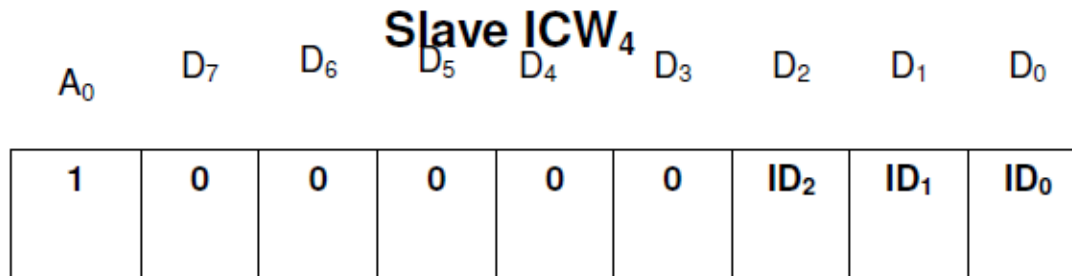 Slave ICW₄
A₀ D₇ D₆ D₅ D₄ D₃ D₂ D₁ D₀
1 0 0 0 0 0 ID₂ ID₁ ID₀